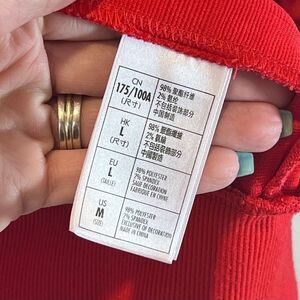 CN
175/100A
(尺寸)
98% 聚酯纤维
2% 氨纶
不包括装饰部分
中国制造
HK
L
(尺寸)
98% 聚酯纖維
2% 氨綸
不包括裝飾部分
中國製造
EU
L
(TAILLE)
98% POLYESTER
2% SPANDEX
SAUF DÉCORATION
FABRIQUÉ EN CHINE
US
M
(SIZE)
98% POLYESTER
2% SPANDEX
EXCLUSIVE OF DECORATION
MADE IN CHINA